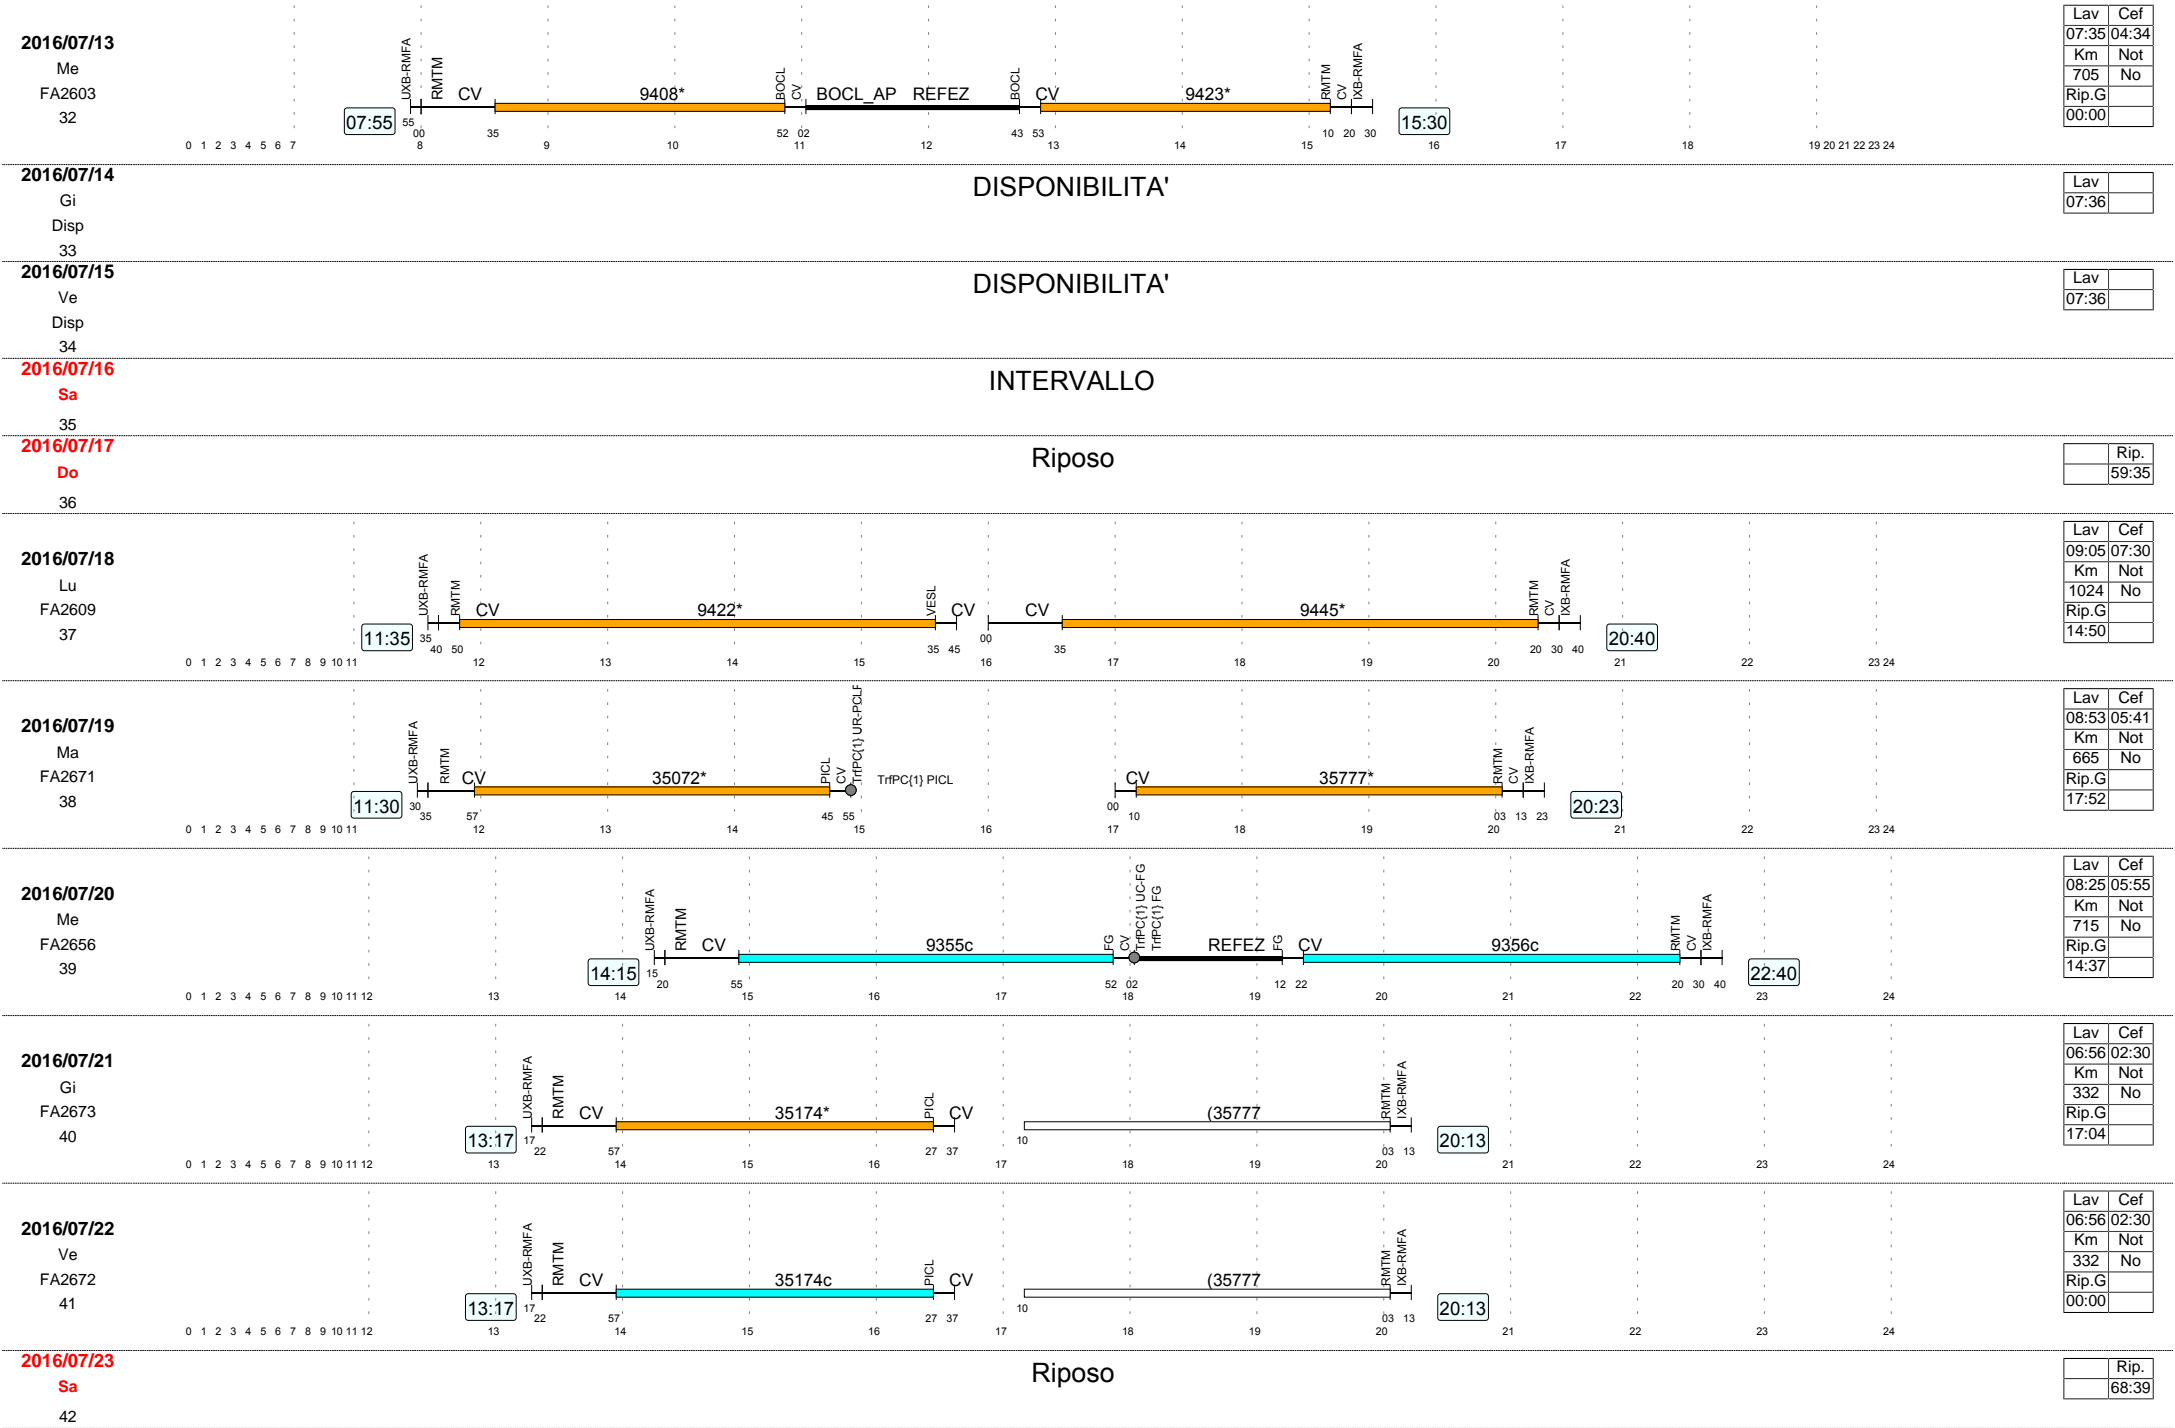 2016/07/13
Me
FA2603
32
07:55
UXB-RMFA RMTM CV 9408* BOCL CV BOCL_AP REFEZ BOCL CV 9423* RMTM CV IXB-RMFA
15:30
55 00 35 52 02 43 53 10 20 30
0 1 2 3 4 5 6 7 8 9 10 11 12 13 14 15 16 17 18 19 20 21 22 23 24
Lav Cef
07:35 04:34
Km Not
705 No
Rip.G
00:00
2016/07/14
Gi
Disp
33
DISPONIBILITA'
Lav
07:36
2016/07/15
Ve
Disp
34
DISPONIBILITA'
Lav
07:36
2016/07/16
Sa
35
INTERVALLO
2016/07/17
Do
36
Riposo
Rip.
59:35
2016/07/18
Lu
FA2609
37
11:35
UXB-RMFA RMTM CV 9422* VESL CV CV 9445* RMTM CV IXB-RMFA
20:40
35 40 50 35 45 00 35 20 30 40
0 1 2 3 4 5 6 7 8 9 10 11 12 13 14 15 16 17 18 19 20 21 22 23 24
Lav Cef
09:05 07:30
Km Not
1024 No
Rip.G
14:50
2016/07/19
Ma
FA2671
38
11:30
UXB-RMFA RMTM CV 35072* PICL CV TrfPC{1} UR-PCLF TrfPC{1} PICL CV 35777* RMTM CV IXB-RMFA
20:23
30 35 57 45 55 00 10 03 13 23
0 1 2 3 4 5 6 7 8 9 10 11 12 13 14 15 16 17 18 19 20 21 22 23 24
Lav Cef
08:53 05:41
Km Not
665 No
Rip.G
17:52
2016/07/20
Me
FA2656
39
14:15
UXB-RMFA RMTM CV 9355c FG CV TrfPC{1} UC-FG TrfPC{1} FG REFEZ FG CV 9356c RMTM CV IXB-RMFA
22:40
15 20 55 52 02 12 22 20 30 40
0 1 2 3 4 5 6 7 8 9 10 11 12 13 14 15 16 17 18 19 20 21 22 23 24
Lav Cef
08:25 05:55
Km Not
715 No
Rip.G
14:37
2016/07/21
Gi
FA2673
40
13:17
UXB-RMFA RMTM CV 35174* PICL CV (35777 RMTM IXB-RMFA
20:13
17 22 57 27 37 10 03 13
0 1 2 3 4 5 6 7 8 9 10 11 12 13 14 15 16 17 18 19 20 21 22 23 24
Lav Cef
06:56 02:30
Km Not
332 No
Rip.G
17:04
2016/07/22
Ve
FA2672
41
13:17
UXB-RMFA RMTM CV 35174c PICL CV (35777 RMTM IXB-RMFA
20:13
17 22 57 27 37 10 03 13
0 1 2 3 4 5 6 7 8 9 10 11 12 13 14 15 16 17 18 19 20 21 22 23 24
Lav Cef
06:56 02:30
Km Not
332 No
Rip.G
00:00
2016/07/23
Sa
42
Riposo
Rip.
68:39